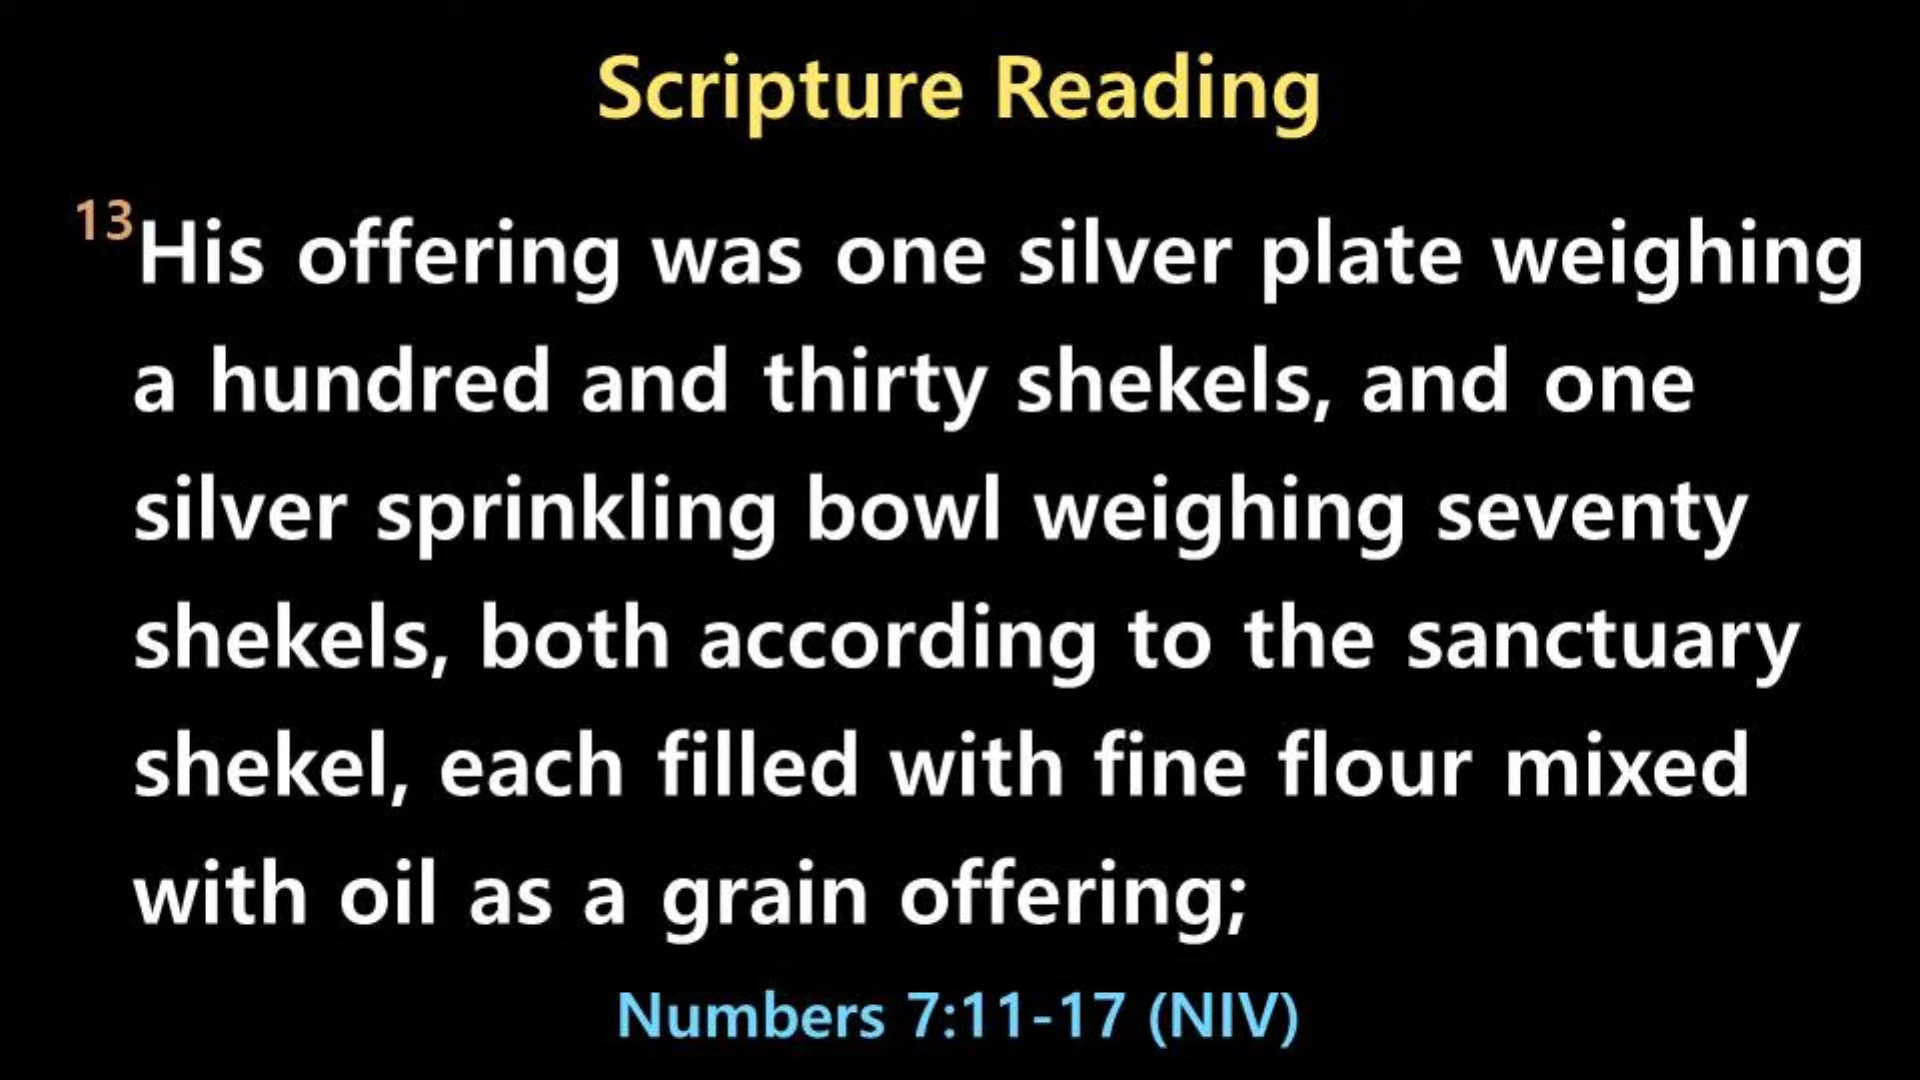 Scripture Reading
13 His offering was one silver plate weighing
a hundred and thirty shekels, and one
silver sprinkling bowl weighing seventy
shekels, both according to the sanctuary
shekel, each filled with fine flour mixed
with oil as a grain offering;
Numbers 7:11-17 (NIV)